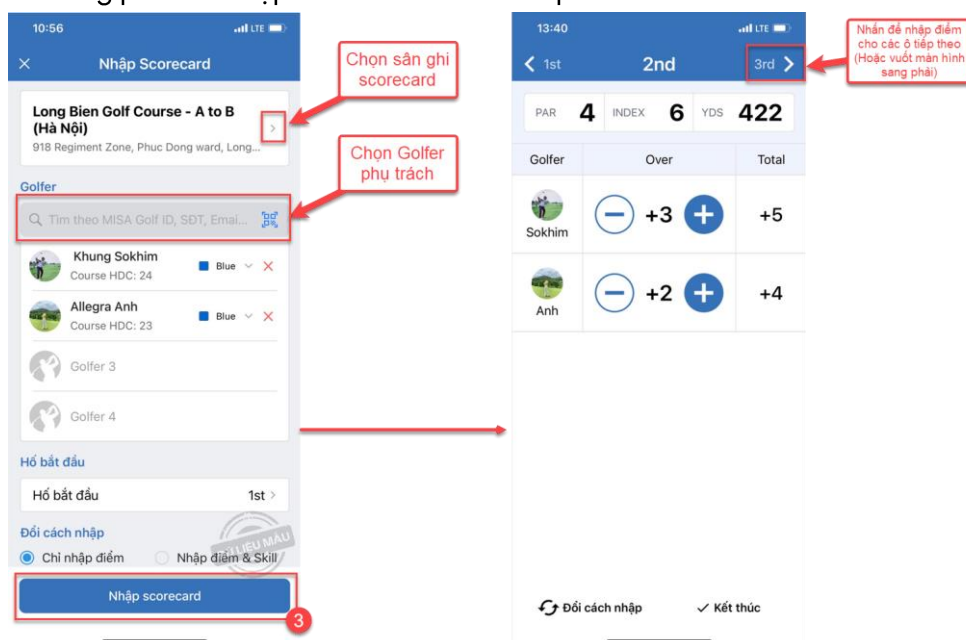 10:56
LTE
Nhập Scorecard
Long Bien Golf Course - A to B
(Hà Nội)
918 Regiment Zone, Phuc Dong ward, Long...
Golfer
Tìm theo MISA Golf ID, SĐT, Emai...
Khung Sokhim
Course HDC: 24
Blue
Allegra Anh
Course HDC: 23
Blue
Golfer 3
Golfer 4
Hố bắt đầu
Hố bắt đầu 1st
Đổi cách nhập
Chỉ nhập điểm Nhập điểm & Skill
LIỆU MẪU
Nhập scorecard
3
Chọn sân ghi
scorecard
Chọn Golfer
phụ trách
13:40
LTE
1st 2nd 3rd
PAR 4 INDEX 6 YDS 422
Golfer Over Total
+3 +5
Sokhim
+2 +4
Anh
Đổi cách nhập Kết thúc
Nhấn để nhập điểm
cho các ô tiếp theo
(Hoặc vuốt màn hình
sang phải)